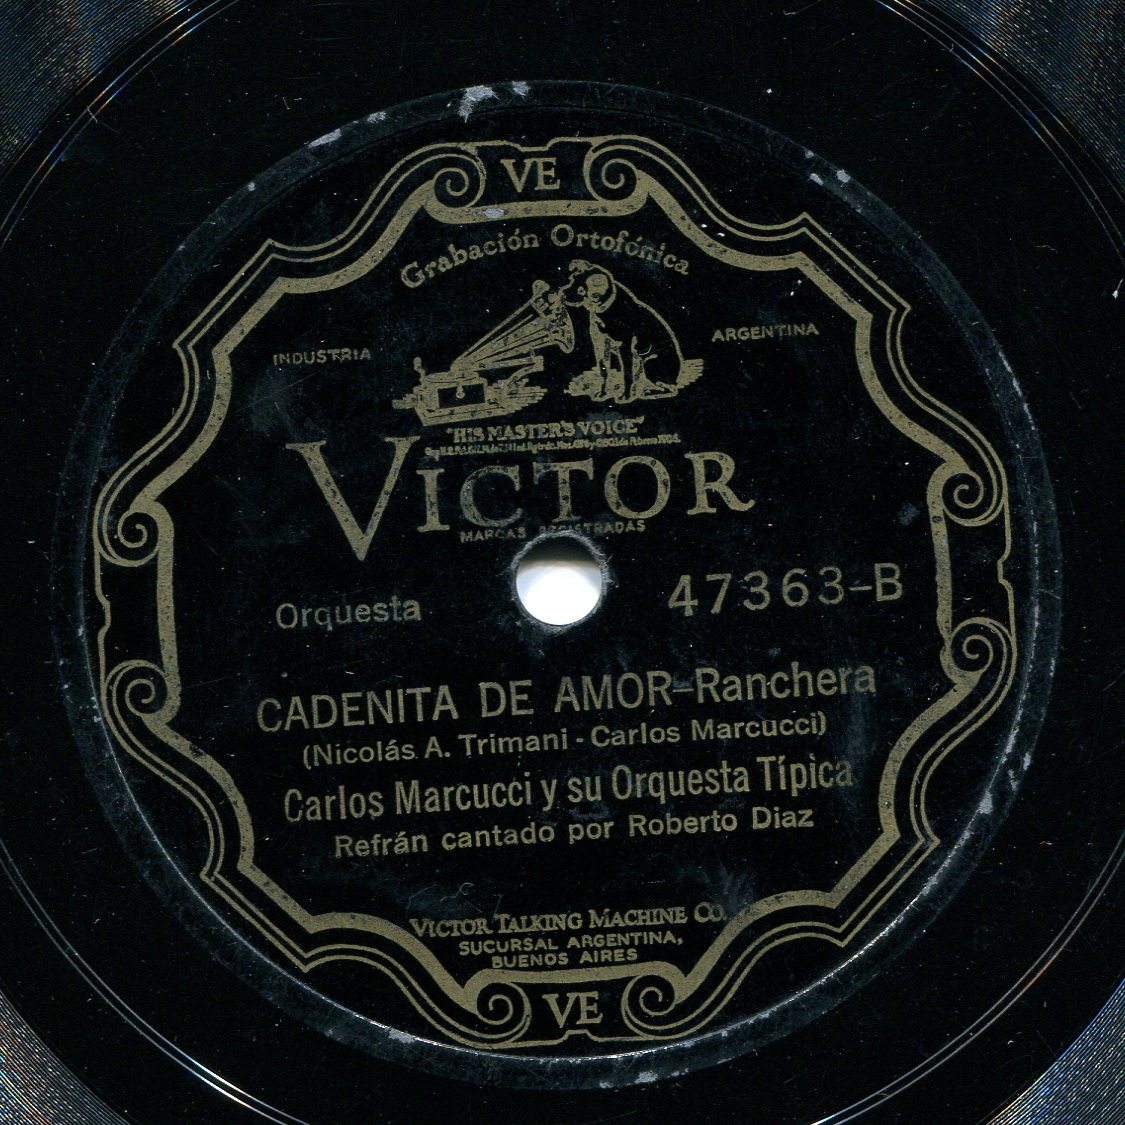 VE
Grabación Ortofónica
INDUSTRIA
ARGENTINA
"HIS MASTER'S VOICE"
VICTOR
MARCAS REGISTRADAS
Orquesta
47363-B
CADENITA DE AMOR-Ranchera
(Nicolás A. Trimani - Carlos Marcucci)
Carlos Marcucci y su Orquesta Típica
Refrán cantado por Roberto Diaz
VICTOR TALKING MACHINE CO.
SUCURSAL ARGENTINA,
BUENOS AIRES
VE